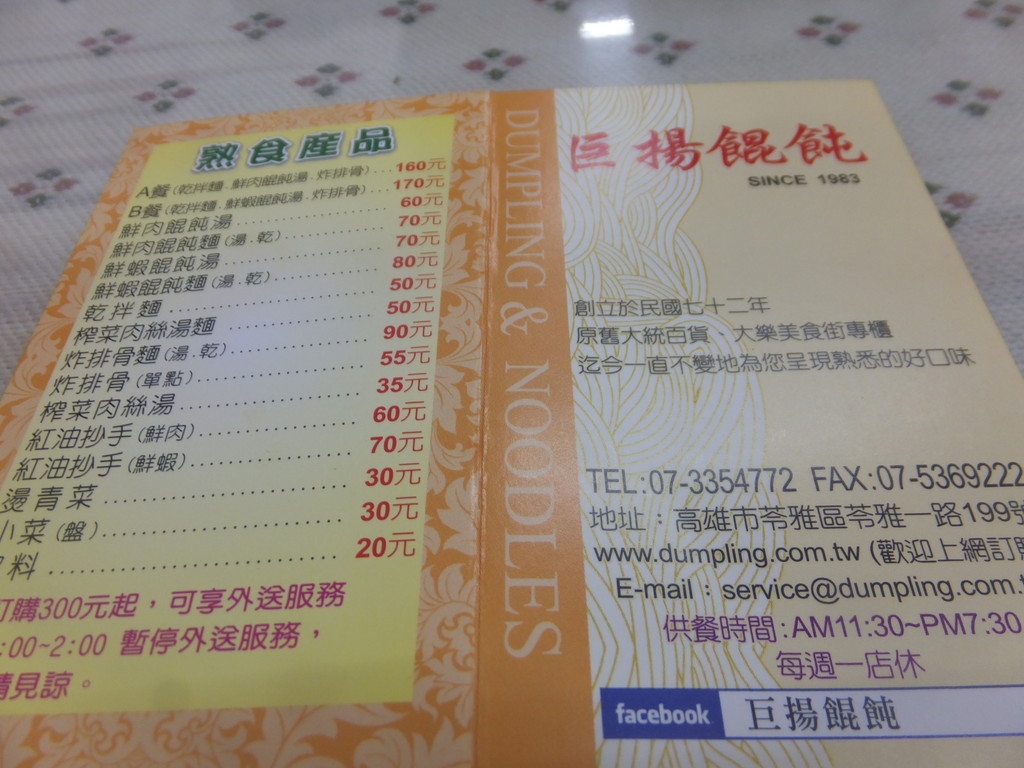 熟食産品
A餐(乾拌麵.鮮肉餛飩湯.炸排骨)...160元
B餐(乾拌麵.鮮蝦餛飩湯.炸排骨)...170元
鮮肉餛飩湯 60元
鮮肉餛飩麵(湯.乾) 70元
鮮蝦餛飩湯 70元
鮮蝦餛飩麵(湯.乾) 80元
乾拌麵 50元
榨菜肉絲湯麵 50元
炸排骨麵(湯.乾) 90元
炸排骨(單點) 55元
榨菜肉絲湯 35元
紅油抄手(鮮肉) 60元
紅油抄手(鮮蝦) 70元
燙青菜 30元
小菜(盤) 30元
料 20元
訂購300元起，可享外送服務
:00~2:00 暫停外送服務，
請見諒。
DUMPLING & NOODLES
巨揚餛飩
SINCE 1983
創立於民國七十二年
原舊大統百貨 大樂美食街專櫃
迄今一直不變地為您呈現熟悉的好口味
TEL:07-3354772 FAX:07-5369222
地址：高雄市苓雅區苓雅一路199號
www.dumpling.com.tw (歡迎上網訂購
E-mail：service@dumpling.com.t
供餐時間:AM11:30~PM7:30
每週一店休
facebook 巨揚餛飩